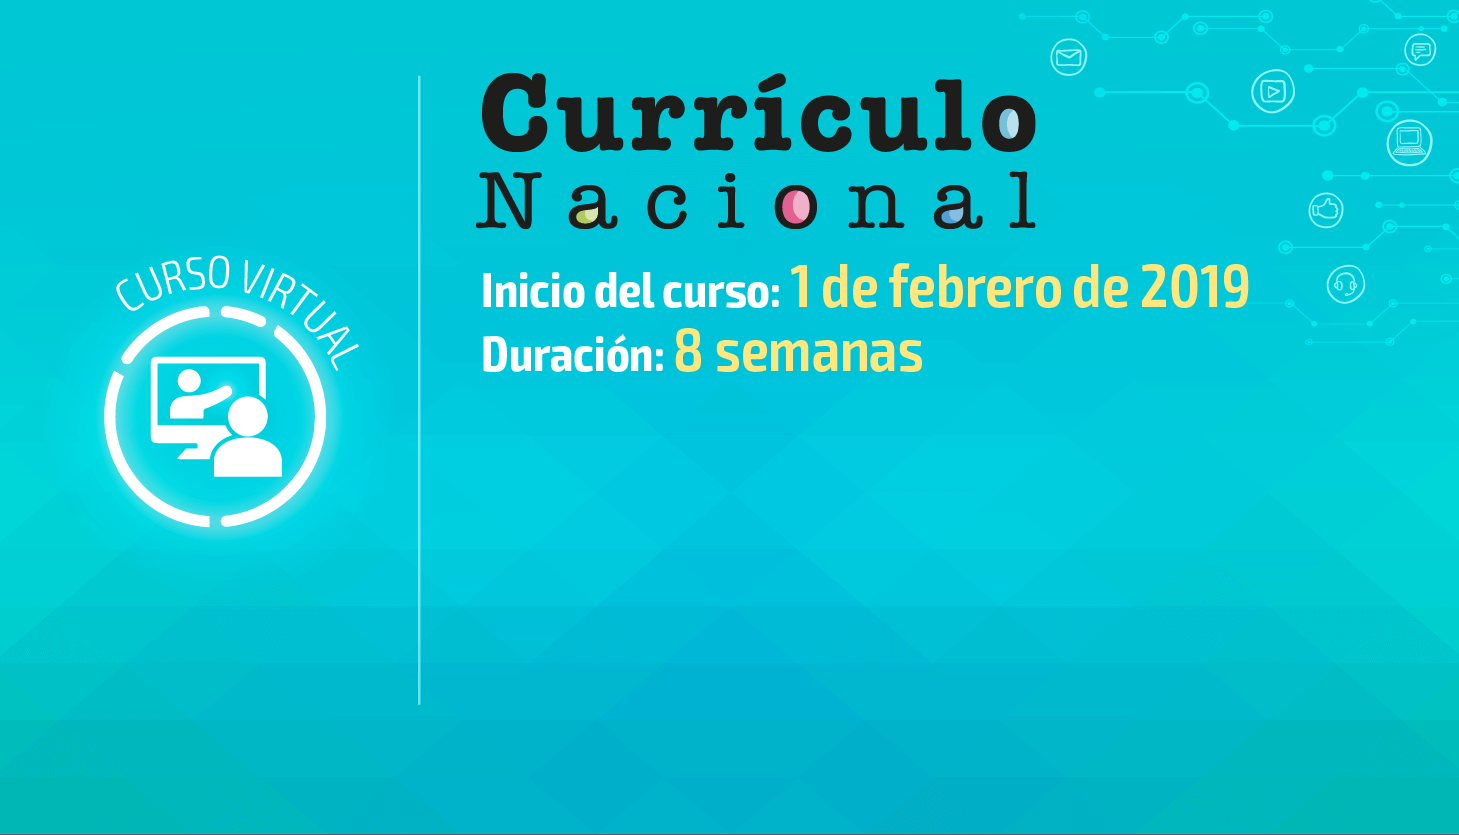 CURSO VIRTUAL
Currículo
Nacional
Inicio del curso: 1 de febrero de 2019
Duración: 8 semanas